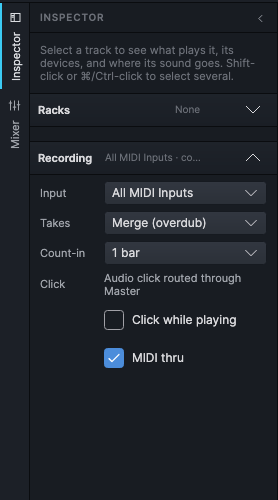 INSPECTOR
Inspector
Mixer
Select a track to see what plays it, its
devices, and where its sound goes. Shift-
click or ⌘/Ctrl-click to select several.
Racks None
Recording All MIDI Inputs · co...
Input All MIDI Inputs
Takes Merge (overdub)
Count-in 1 bar
Click Audio click routed through
Master
Click while playing
MIDI thru